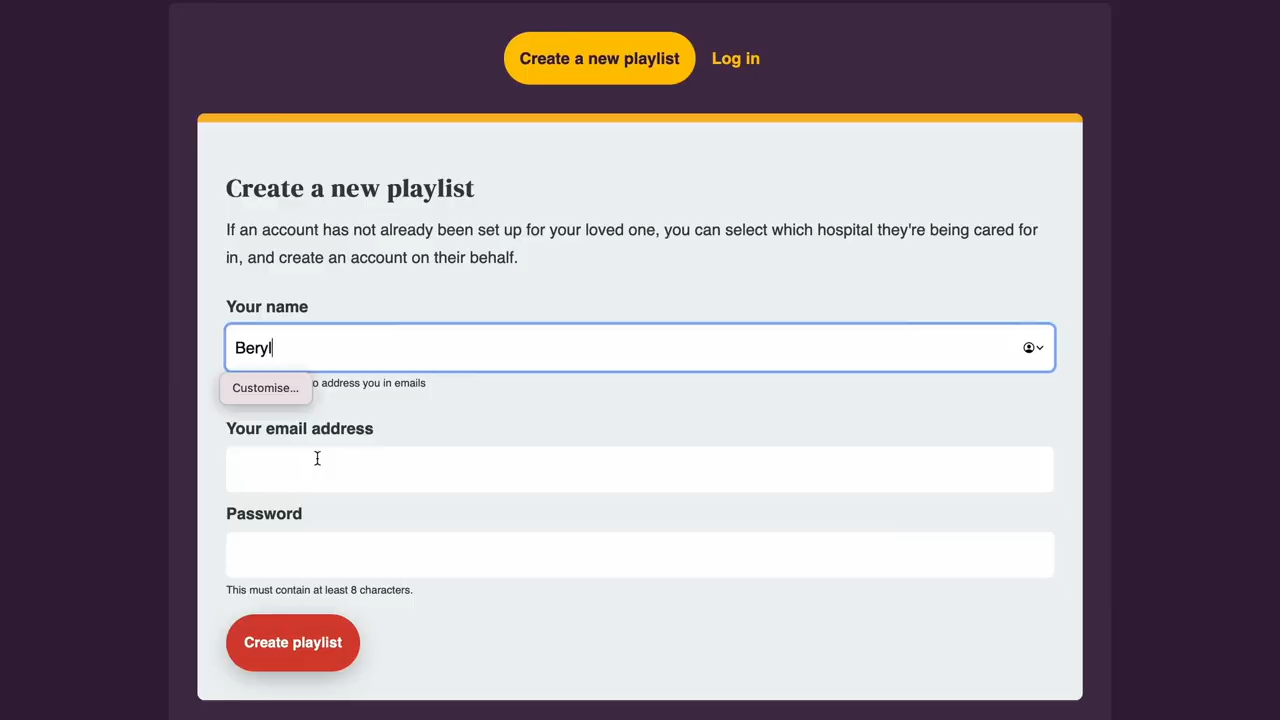 Create a new playlist Log in
Create a new playlist
If an account has not already been set up for your loved one, you can select which hospital they're being cared for
in, and create an account on their behalf.
Your name
Beryl
Customise... o address you in emails
Your email address
Password
This must contain at least 8 characters.
Create playlist